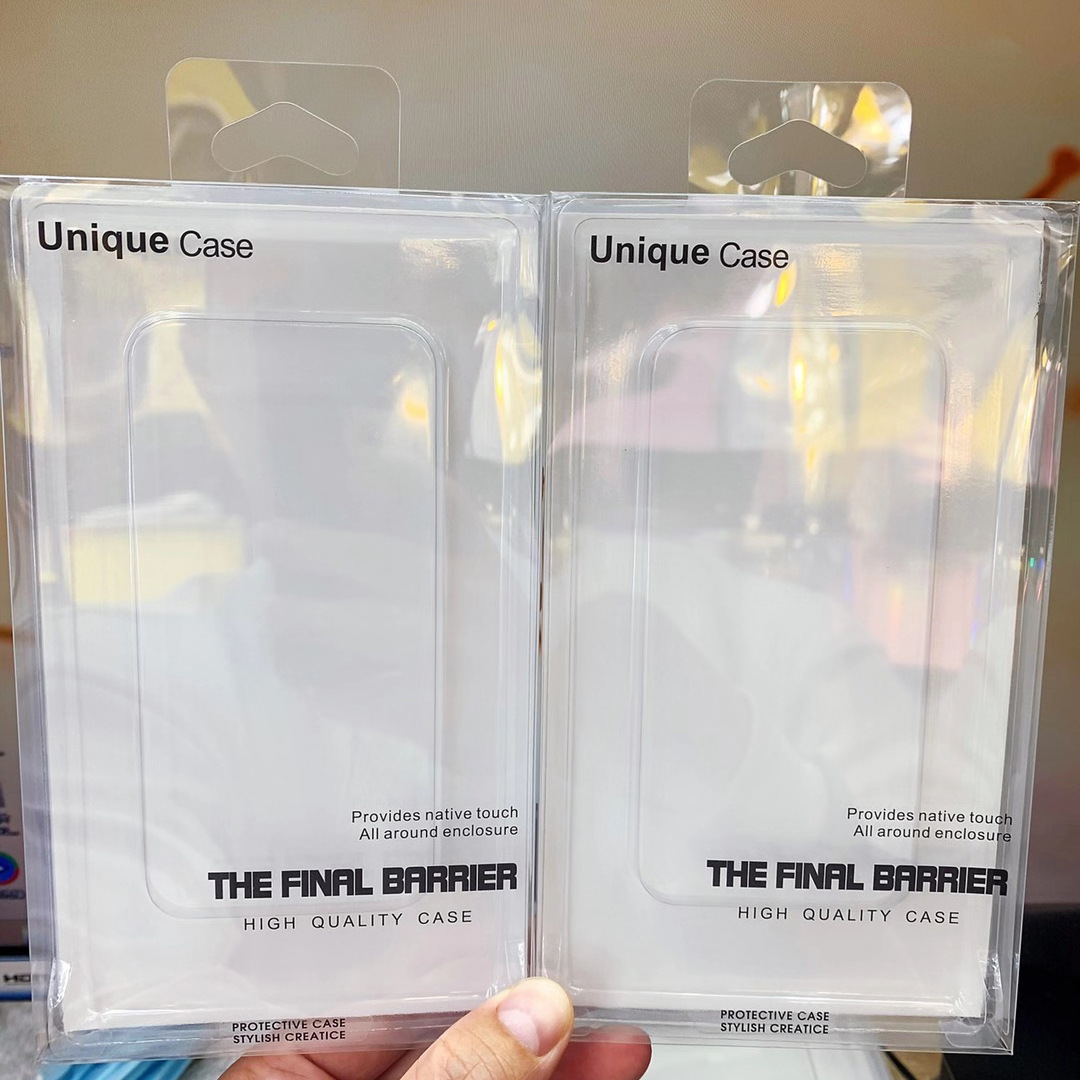 Unique Case
Provides native touch
All around enclosure
THE FINAL BARRIER
HIGH QUALITY CASE
PROTECTIVE CASE
STYLISH CREATICE
Unique Case
Provides native touch
All around enclosure
THE FINAL BARRIER
HIGH QUALITY CASE
PROTECTIVE CASE
STYLISH CREATICE